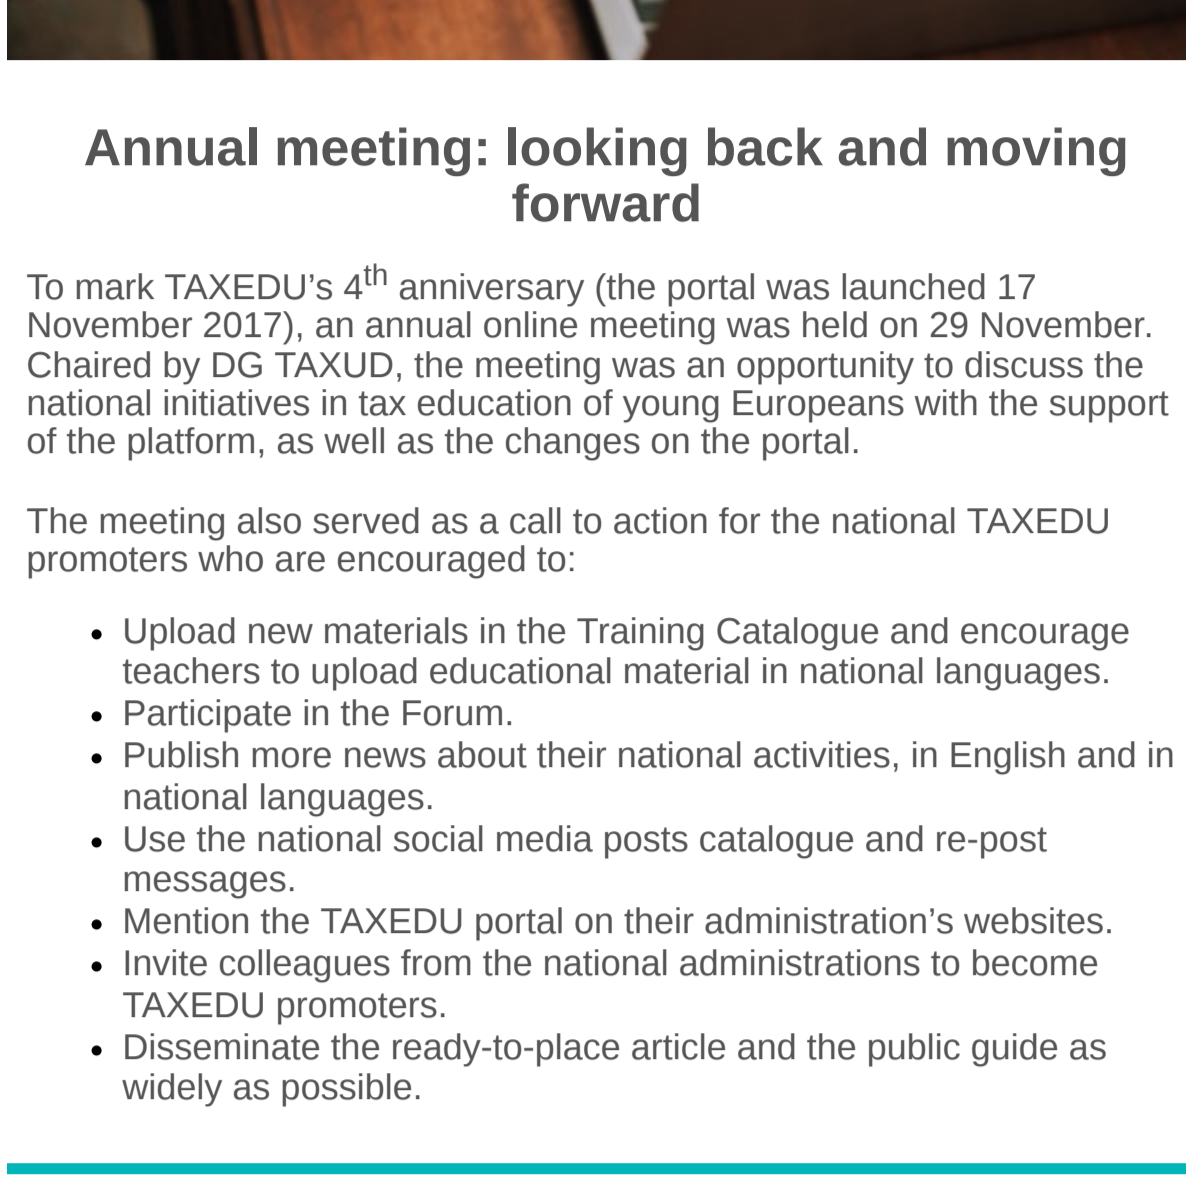 Annual meeting: looking back and moving
forward
To mark TAXEDU’s 4th anniversary (the portal was launched 17
November 2017), an annual online meeting was held on 29 November.
Chaired by DG TAXUD, the meeting was an opportunity to discuss the
national initiatives in tax education of young Europeans with the support
of the platform, as well as the changes on the portal.
The meeting also served as a call to action for the national TAXEDU
promoters who are encouraged to:
• Upload new materials in the Training Catalogue and encourage
teachers to upload educational material in national languages.
• Participate in the Forum.
• Publish more news about their national activities, in English and in
national languages.
• Use the national social media posts catalogue and re-post
messages.
• Mention the TAXEDU portal on their administration’s websites.
• Invite colleagues from the national administrations to become
TAXEDU promoters.
• Disseminate the ready-to-place article and the public guide as
widely as possible.